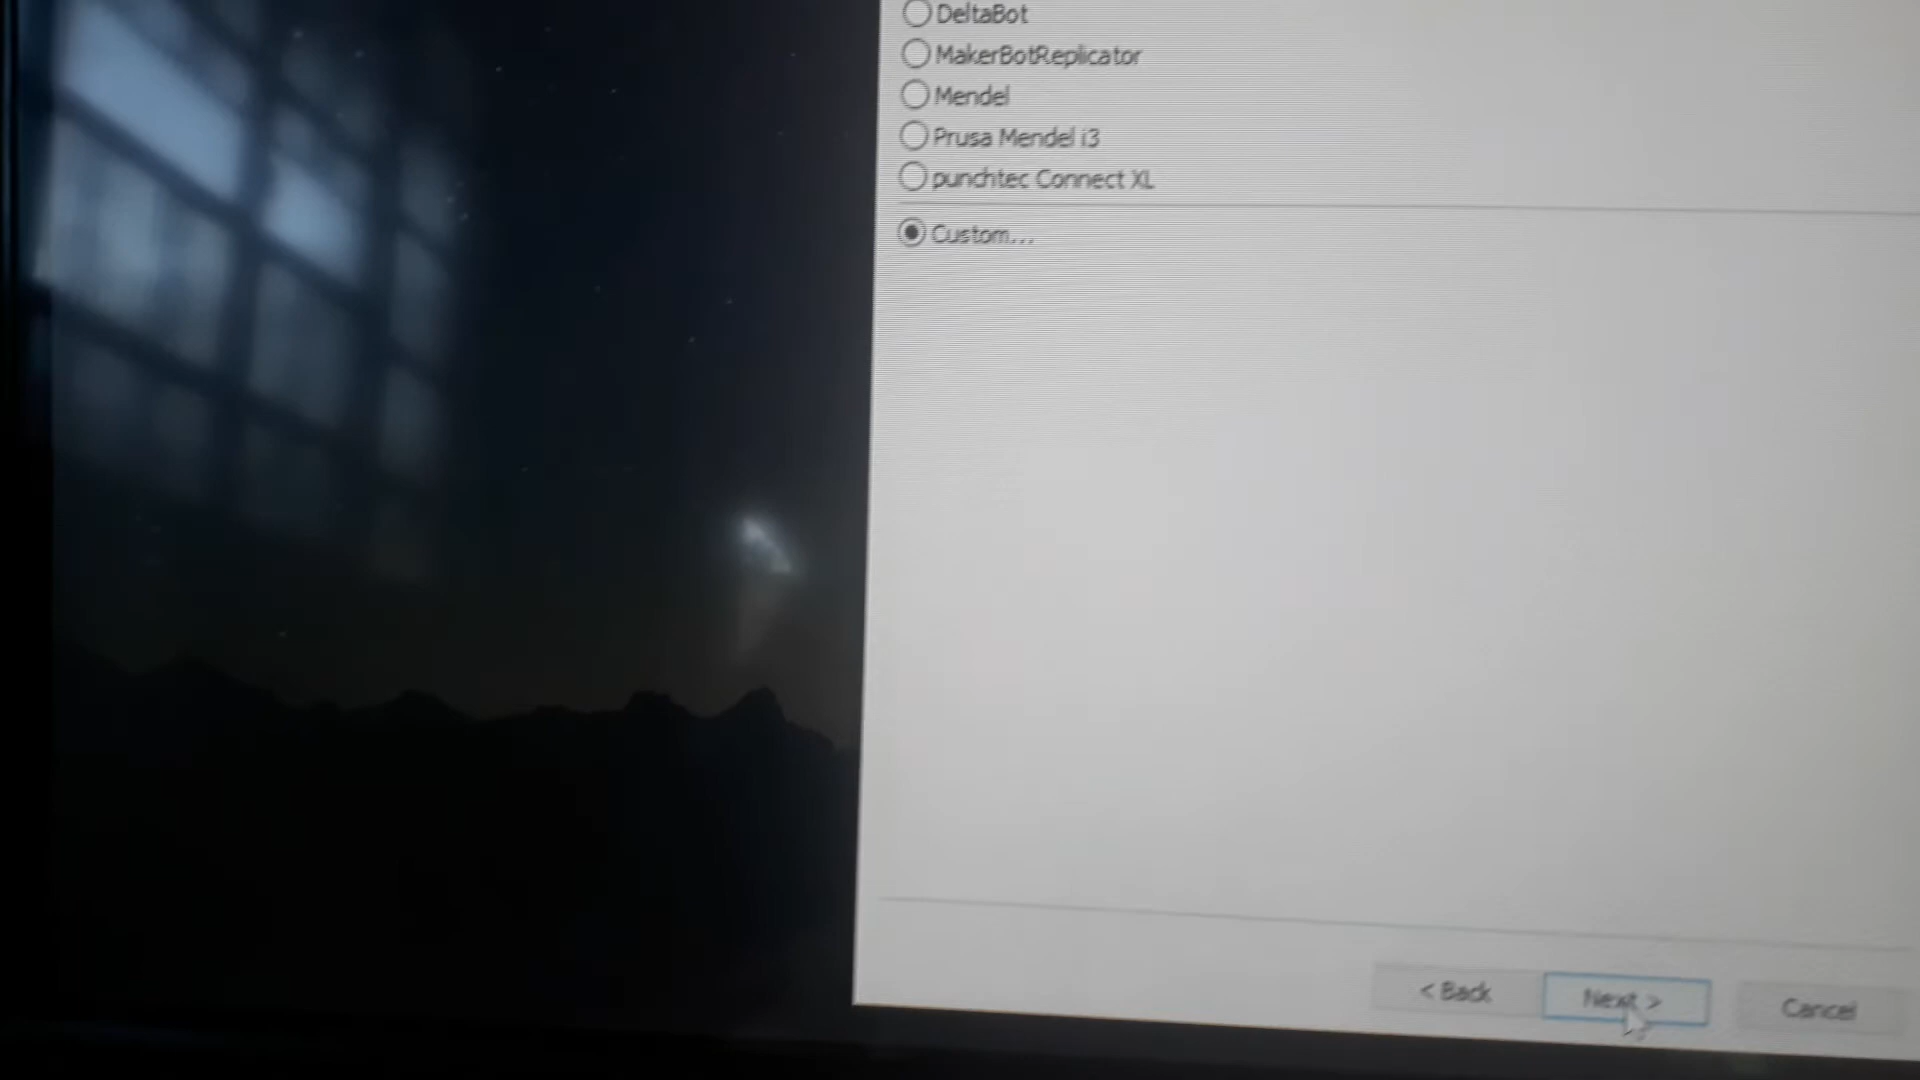 DeltaBot
MakerBotReplicator
Mendel
Prusa Mendel i3
punchtec Connect XL
Custom...
< Back
Next >
Cancel